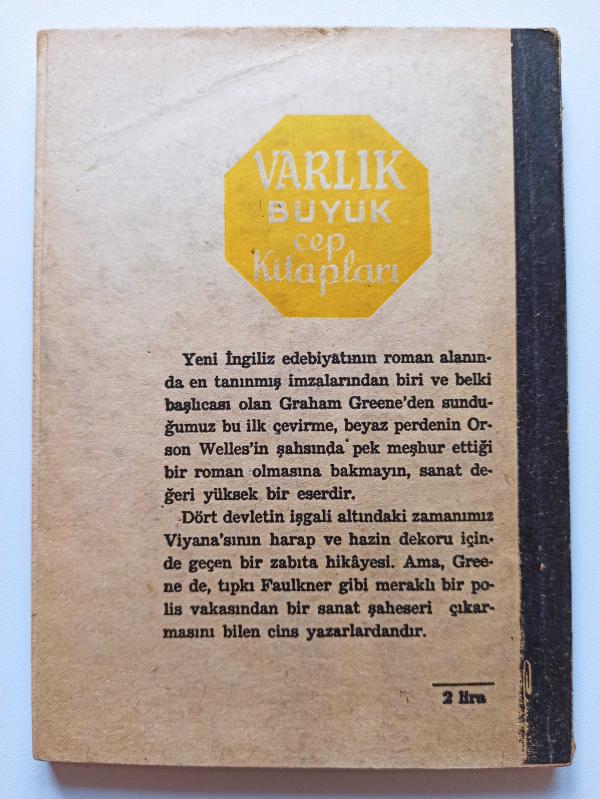 VARLIK
BÜYÜK
cep
Kitapları
Yeni İngiliz edebiyatının roman alanın-
da en tanınmış imzalarından biri ve belki
başlıcası olan Graham Greene'den sundu-
ğumuz bu ilk çevirme, beyaz perdenin Or-
son Welles'in şahsında pek meşhur ettiği
bir roman olmasına bakmayın, sanat de-
ğeri yüksek bir eserdir.
Dört devletin işgali altındaki zamanımız
Viyana'sının harap ve hazin dekoru için-
de geçen bir zabıta hikâyesi. Ama, Gree-
ne de, tıpkı Faulkner gibi meraklı bir po-
lis vakasından bir sanat şaheseri çıkar-
masını bilen cins yazarlardandır.
2 lira